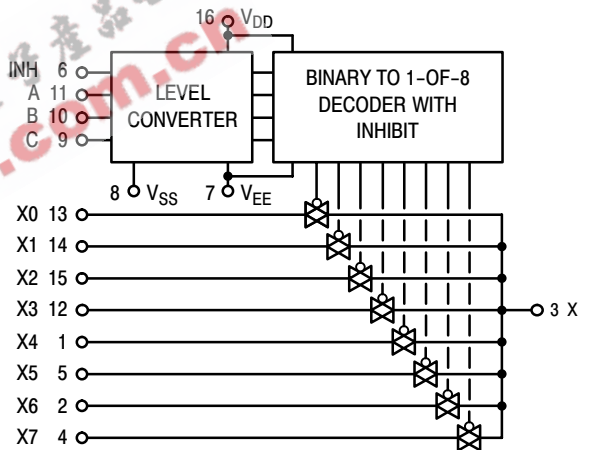 16 VDD
INH 6
A 11
B 10
C 9
LEVEL
CONVERTER
BINARY TO 1-OF-8
DECODER WITH
INHIBIT
8 VSS
7 VEE
X0 13
X1 14
X2 15
X3 12
3 X
X4 1
X5 5
X6 2
X7 4
.com.cn